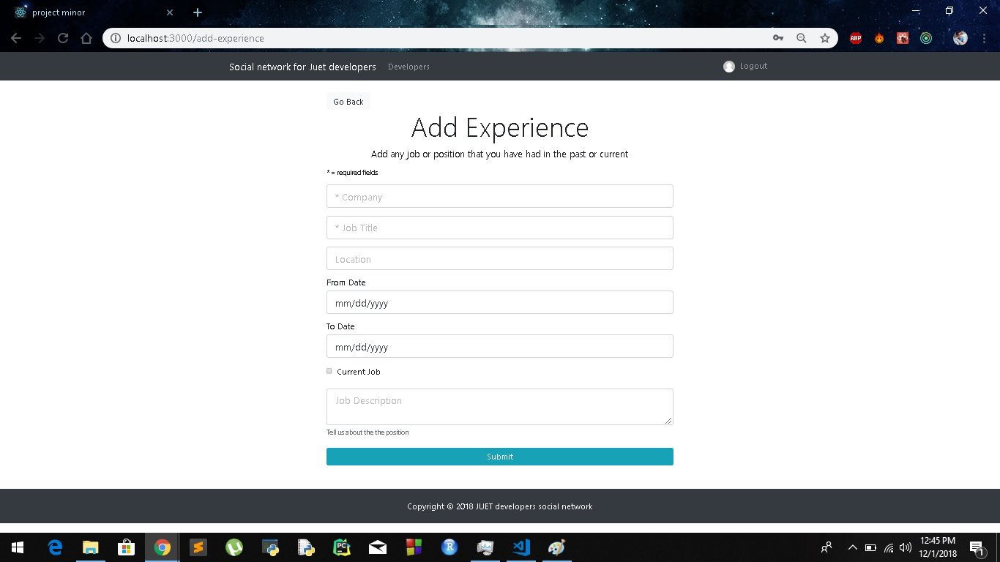 project minor
localhost:3000/add-experience
ABP
Social network for Juet developers Developers Logout
Go Back
Add Experience
Add any job or position that you have had in the past or current
* = required fields
* Company
* Job Title
Location
From Date
mm/dd/yyyy
To Date
mm/dd/yyyy
Current Job
Job Description
Tell us about the the position
Submit
Copyright © 2018 JUET developers social network
PC
R
12:45 PM
12/1/2018
1